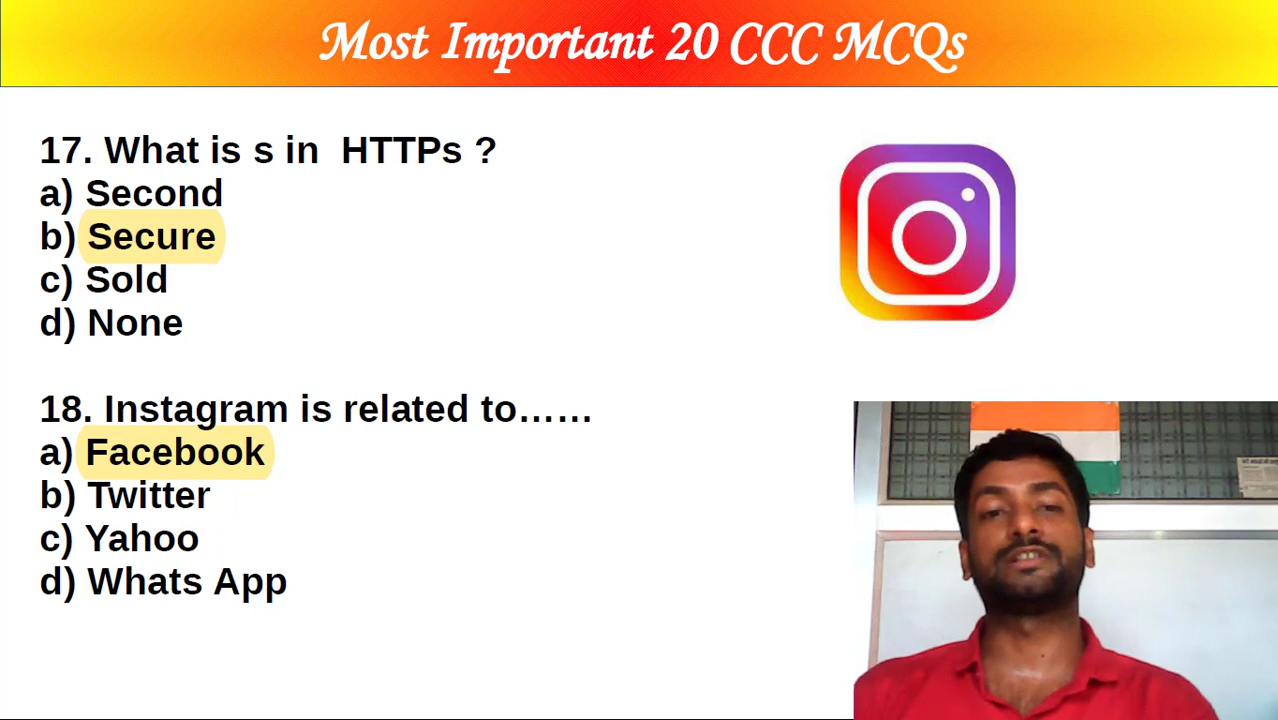 Most Important 20 CCC MCQs
17. What is s in HTTPs ?
a) Second
b) Secure
c) Sold
d) None
18. Instagram is related to……
a) Facebook
b) Twitter
c) Yahoo
d) Whats App